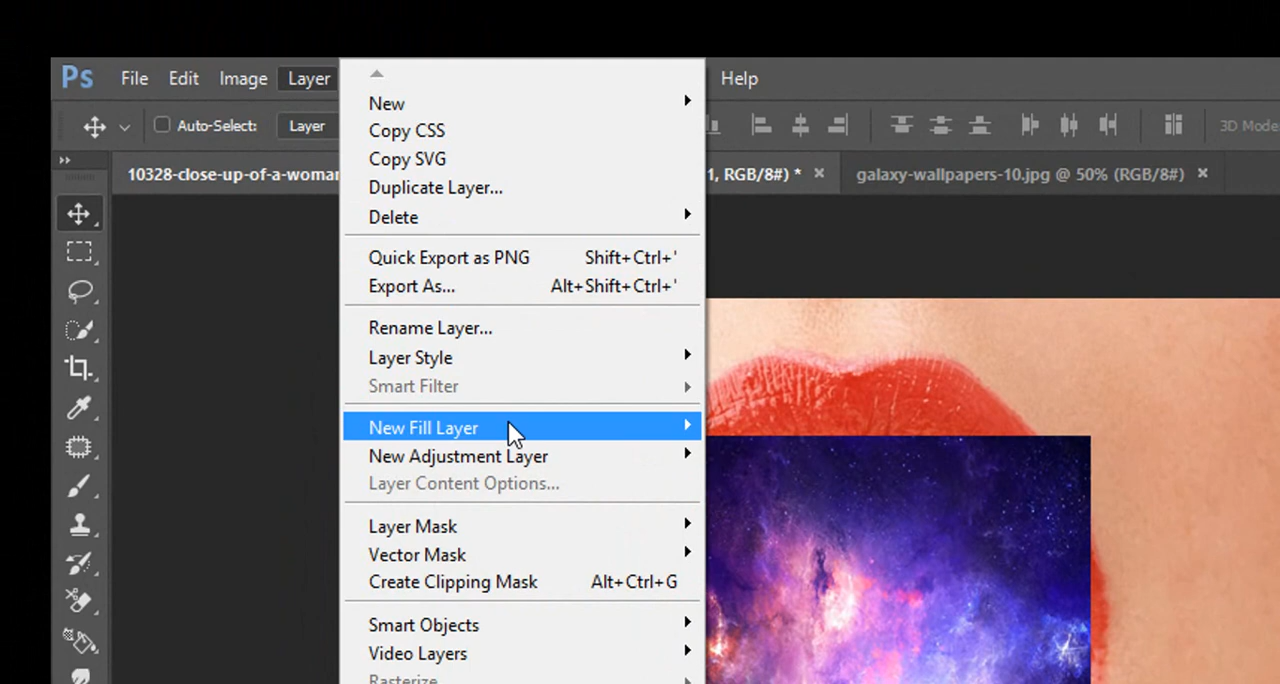 Ps File Edit Image Layer Help
Auto-Select: Layer 3D Mode
10328-close-up-of-a-woman 1, RGB/8#) * × galaxy-wallpapers-10.jpg @ 50% (RGB/8#) ×
New
Copy CSS
Copy SVG
Duplicate Layer...
Delete
Quick Export as PNG Shift+Ctrl+'
Export As... Alt+Shift+Ctrl+'
Rename Layer...
Layer Style
Smart Filter
New Fill Layer
New Adjustment Layer
Layer Content Options...
Layer Mask
Vector Mask
Create Clipping Mask Alt+Ctrl+G
Smart Objects
Video Layers
Rasterize